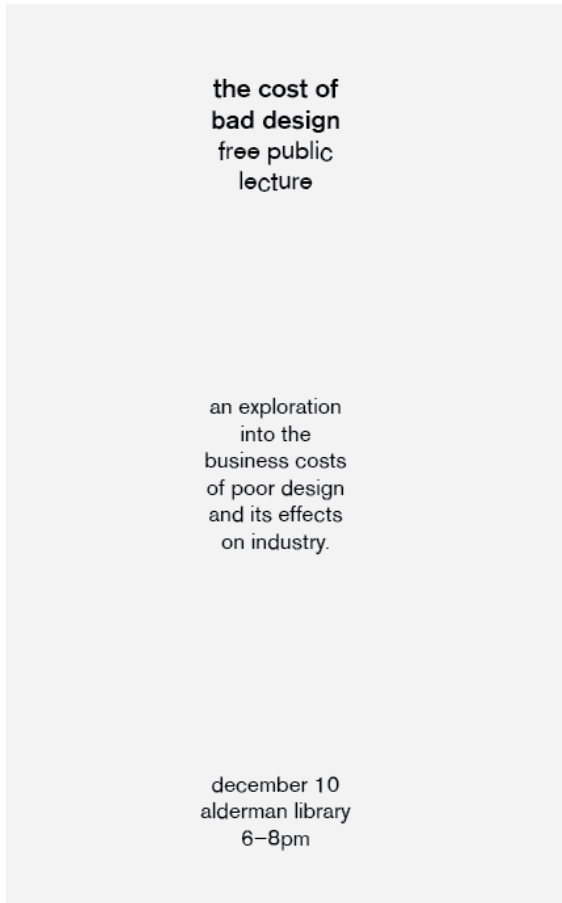 the cost of
bad design
free public
lecture
an exploration
into the
business costs
of poor design
and its effects
on industry.
december 10
alderman library
6–8pm